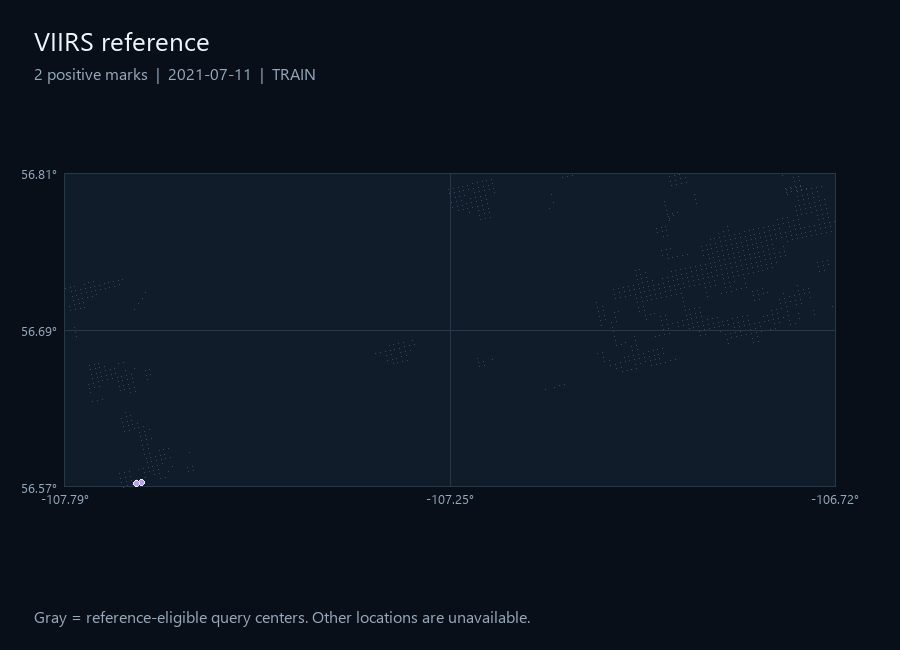 VIIRS reference
2 positive marks | 2021-07-11 | TRAIN
56.81°
56.69°
56.57°
-107.79°
-107.25°
-106.72°
Gray = reference-eligible query centers. Other locations are unavailable.